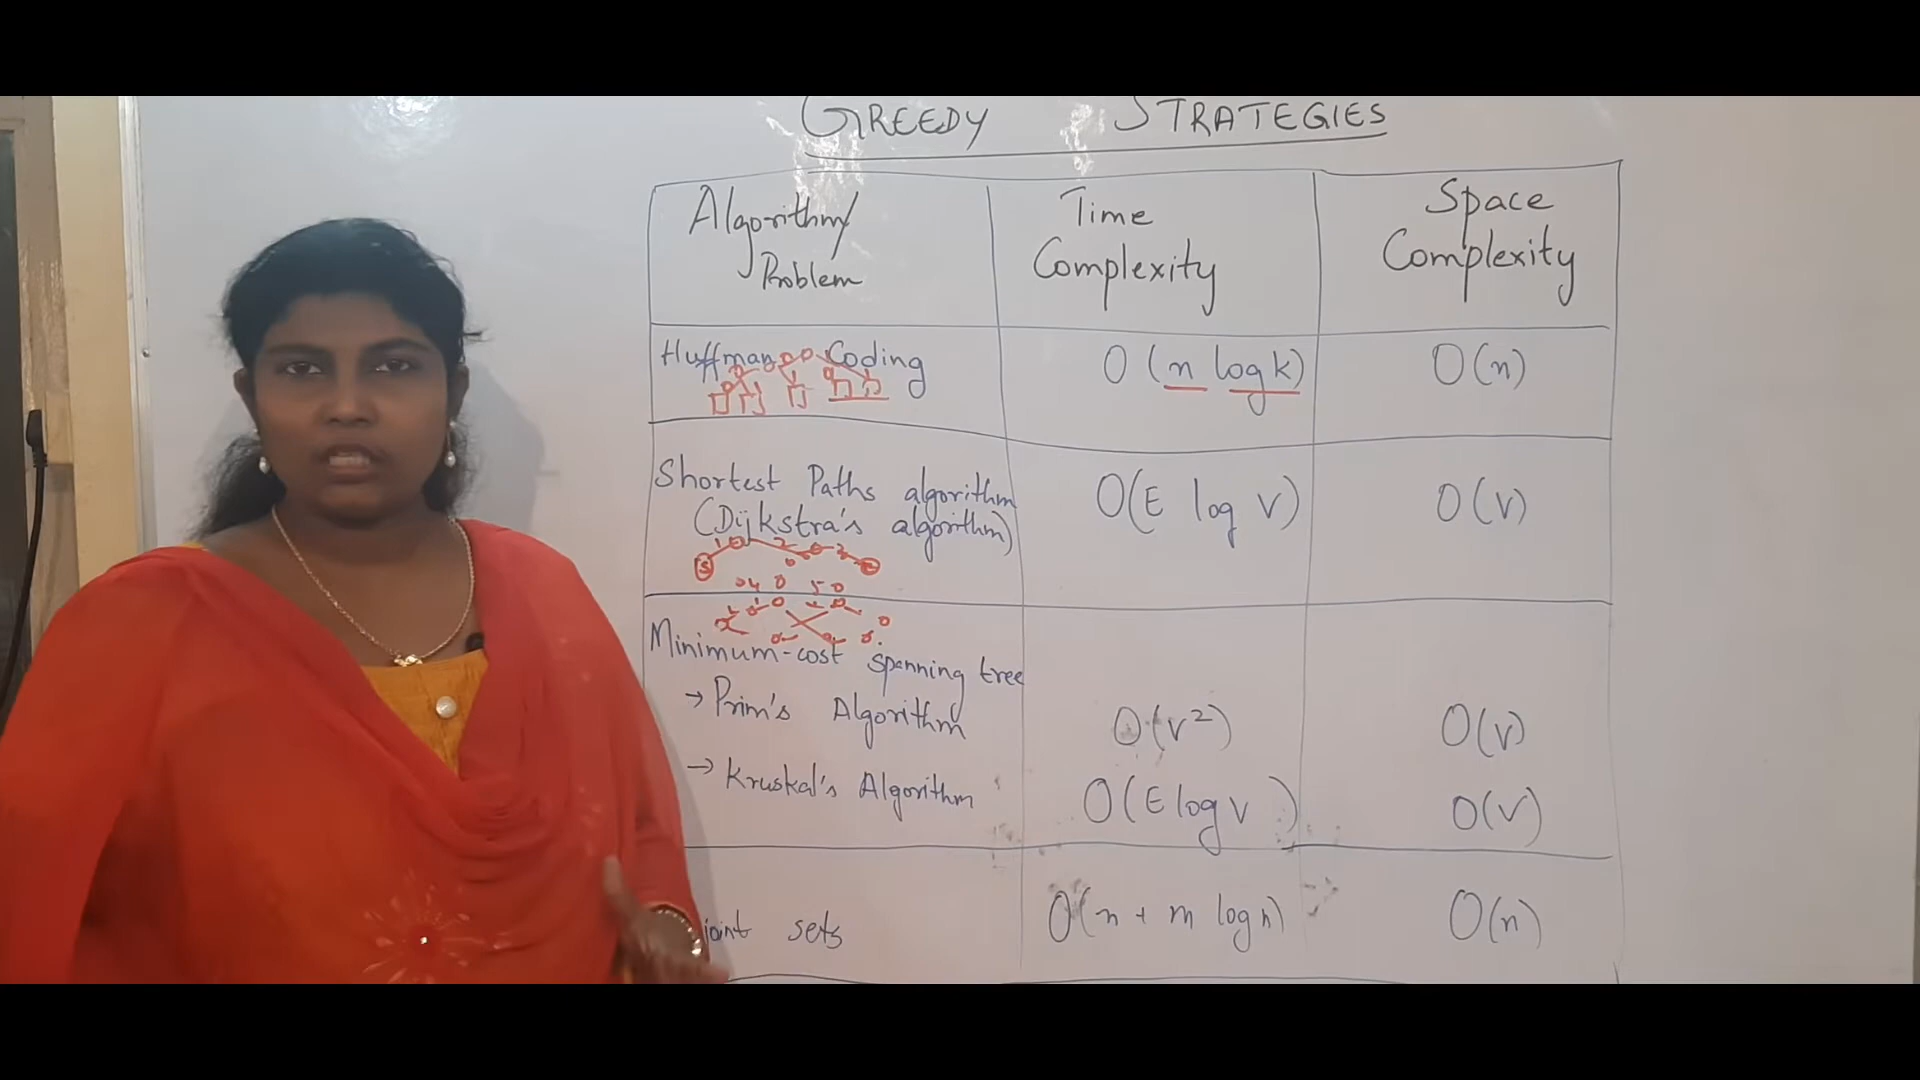 GREEDY STRATEGIES
Algorithm/
Problem
Time
Complexity
Space
Complexity
Huffman Coding
O (n log k)
O(n)
Shortest Paths algorithm
(Dijkstra's algorithm)
O(E log V)
O(V)
Minimum-cost spanning tree
→ Prim's Algorithm
O(V²)
O(V)
→ Kruskal's Algorithm
O(E log V)
O(V)
sets
O(n + m log n)
O(n)